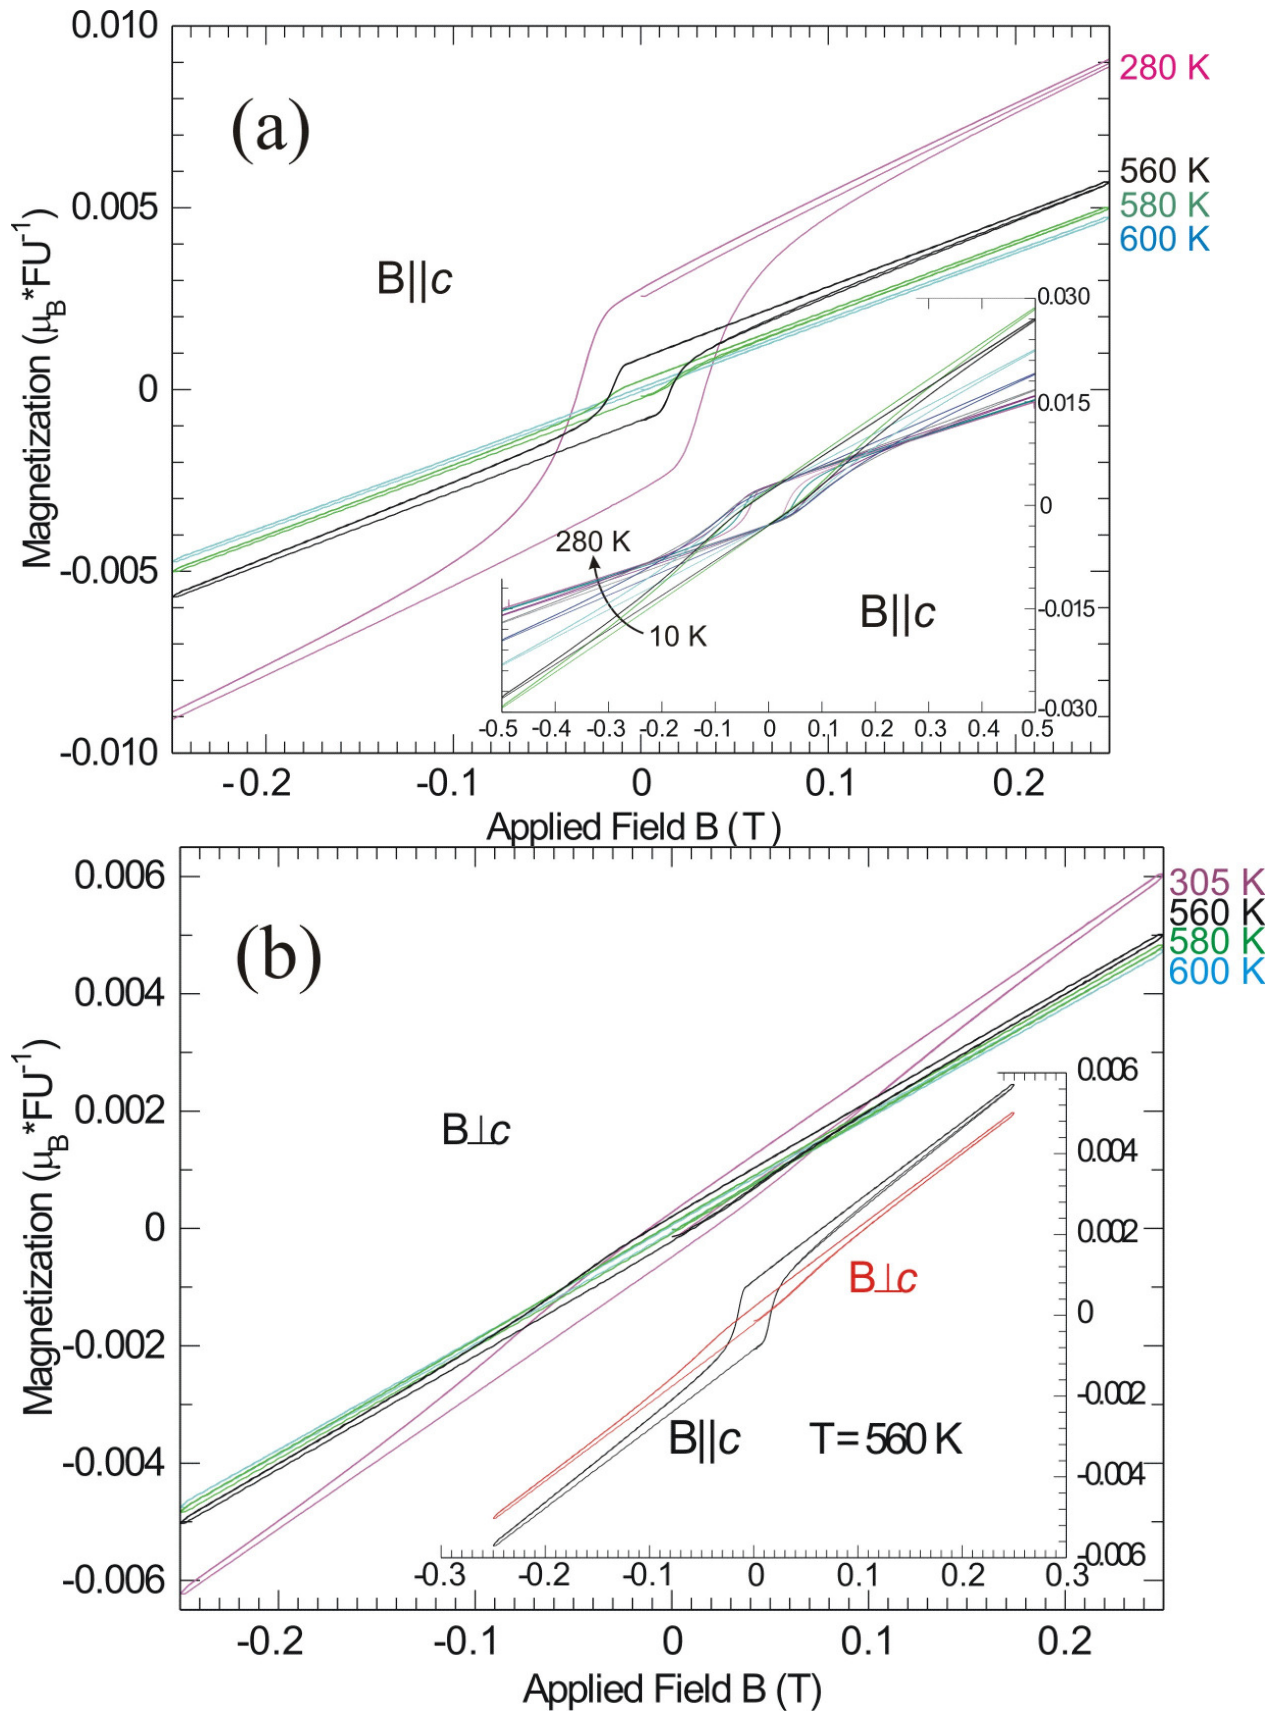 (a)
Magnetization (μB*FU-1)
0.010
0.005
0
-0.005
-0.010
280 K
560 K
580 K
600 K
B||c
0.030
0.015
0
-0.015
-0.030
280 K
10 K
B||c
-0.5 -0.4 -0.3 -0.2 -0.1 0 0.1 0.2 0.3 0.4 0.5
-0.2 -0.1 0 0.1 0.2
Applied Field B (T)
(b)
Magnetization (μB*FU-1)
0.006
0.004
0.002
0
-0.002
-0.004
-0.006
305 K
560 K
580 K
600 K
B⊥c
0.006
0.004
0.002
0
-0.002
-0.004
-0.006
B⊥c
B||c
T=560 K
-0.3 -0.2 -0.1 0 0.1 0.2 0.3
-0.2 -0.1 0 0.1 0.2
Applied Field B (T)